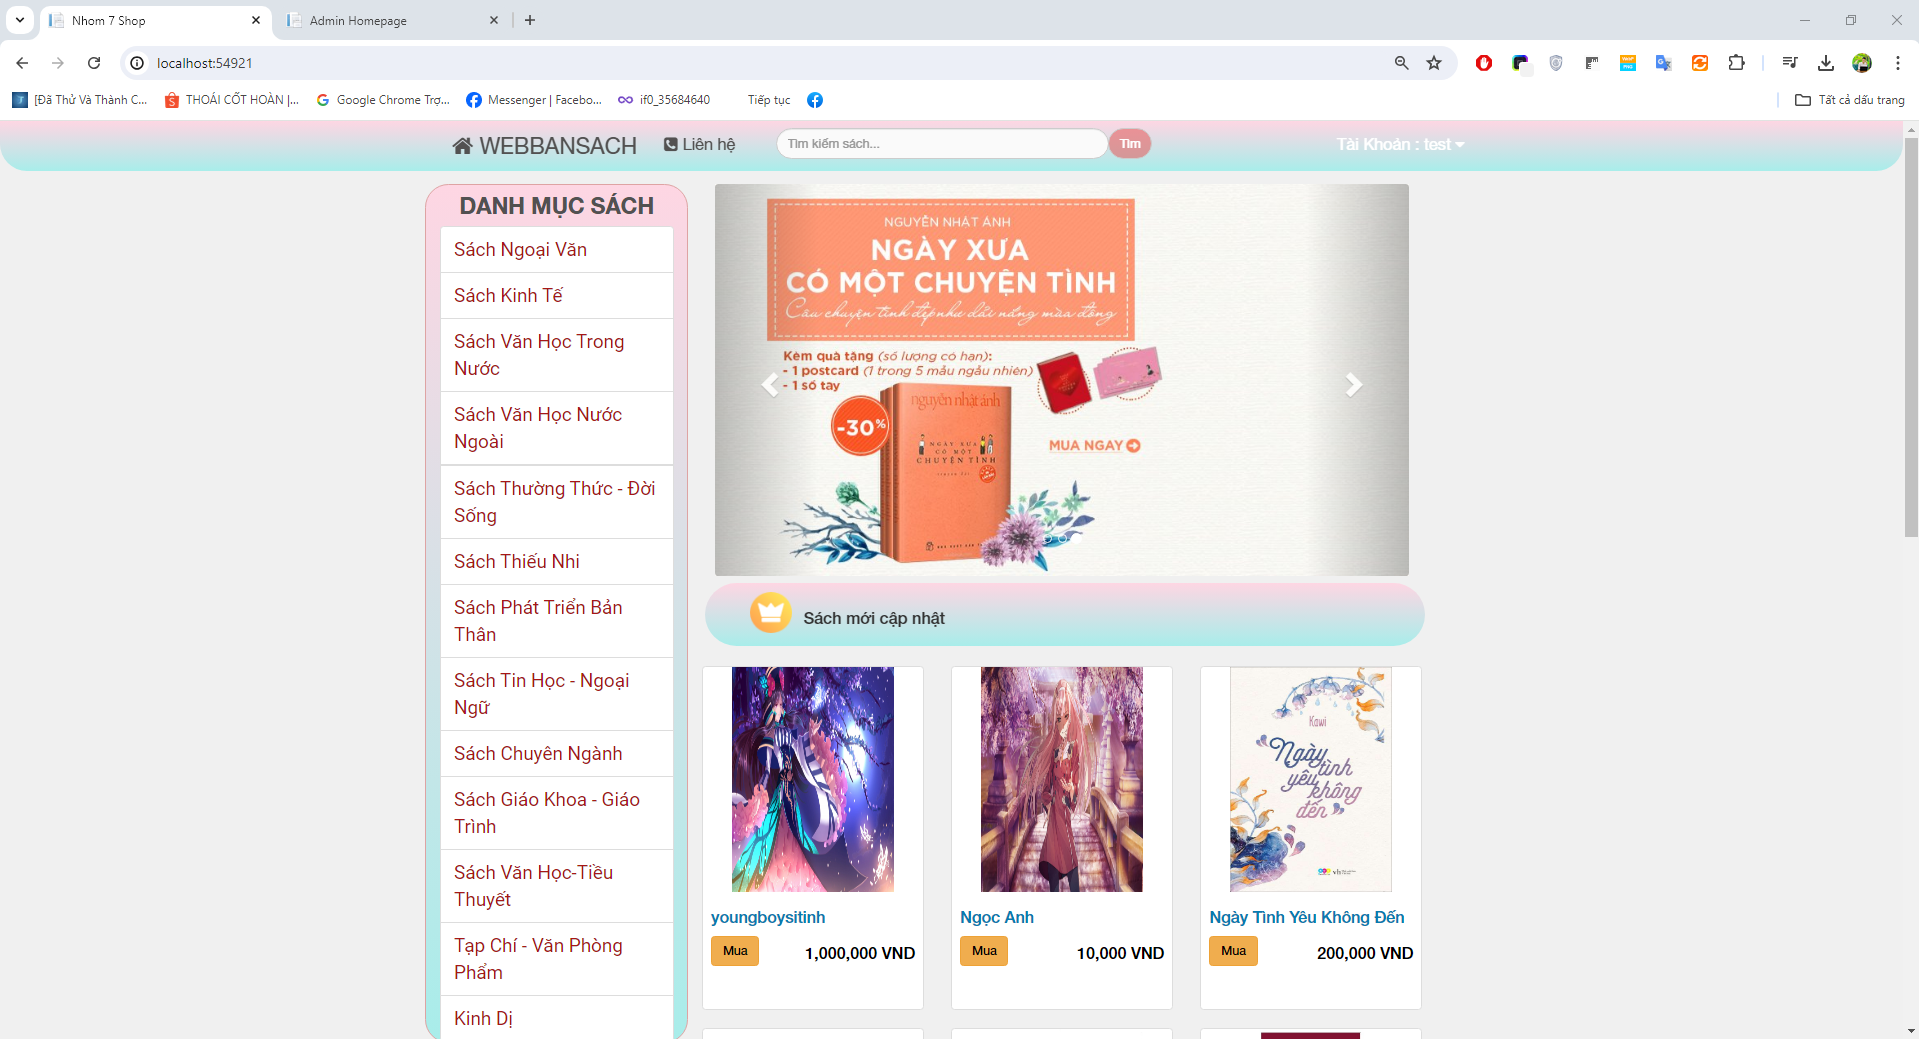 Nhom 7 Shop
Admin Homepage
localhost:54921
[Đã Thử Và Thành C...
THOÁI CỐT HOÀN |...
Google Chrome Trợ...
Messenger | Facebo...
if0_35684640
Tiếp tục
Tất cả dấu trang
WEBBANSACH
Liên hệ
Tìm kiếm sách...
Tìm
Tài Khoản : test
DANH MỤC SÁCH
Sách Ngoại Văn
Sách Kinh Tế
Sách Văn Học Trong
Nước
Sách Văn Học Nước
Ngoài
Sách Thường Thức - Đời
Sống
Sách Thiếu Nhi
Sách Phát Triển Bản
Thân
Sách Tin Học - Ngoại
Ngữ
Sách Chuyên Ngành
Sách Giáo Khoa - Giáo
Trình
Sách Văn Học-Tiểu
Thuyết
Tạp Chí - Văn Phòng
Phẩm
Kinh Dị
NGUYỄN NHẬT ÁNH
NGÀY XƯA
CÓ MỘT CHUYỆN TÌNH
Câu chuyện tình đẹp như dải nắng mùa đông
Kèm quà tặng (số lượng có hạn):
- 1 postcard (1 trong 5 mẫu ngẫu nhiên)
- 1 sổ tay
-30%
nguyễn nhật ánh
NGÀY XƯA
CÓ MỘT
CHUYỆN TÌNH
MUA NGAY
Sách mới cập nhật
Kawi
Ngày
tình
yêu
không
đến
youngboysitinh
Mua
1,000,000 VND
Ngọc Anh
Mua
10,000 VND
Ngày Tình Yêu Không Đến
Mua
200,000 VND